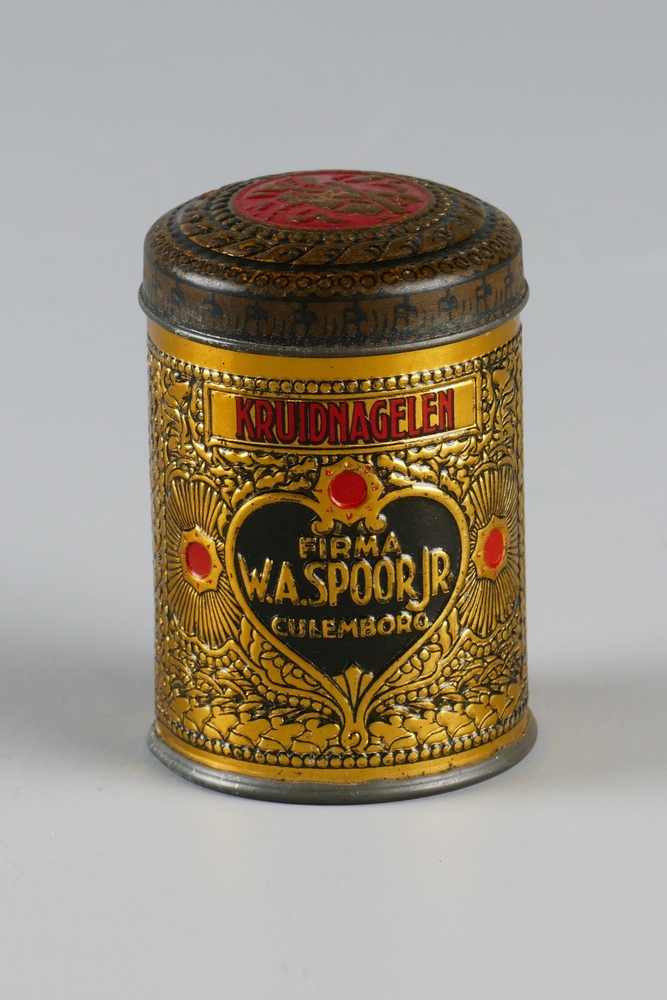 KRUIDNAGELEN
FIRMA
W.A.SPOOR JR
CULEMBORG